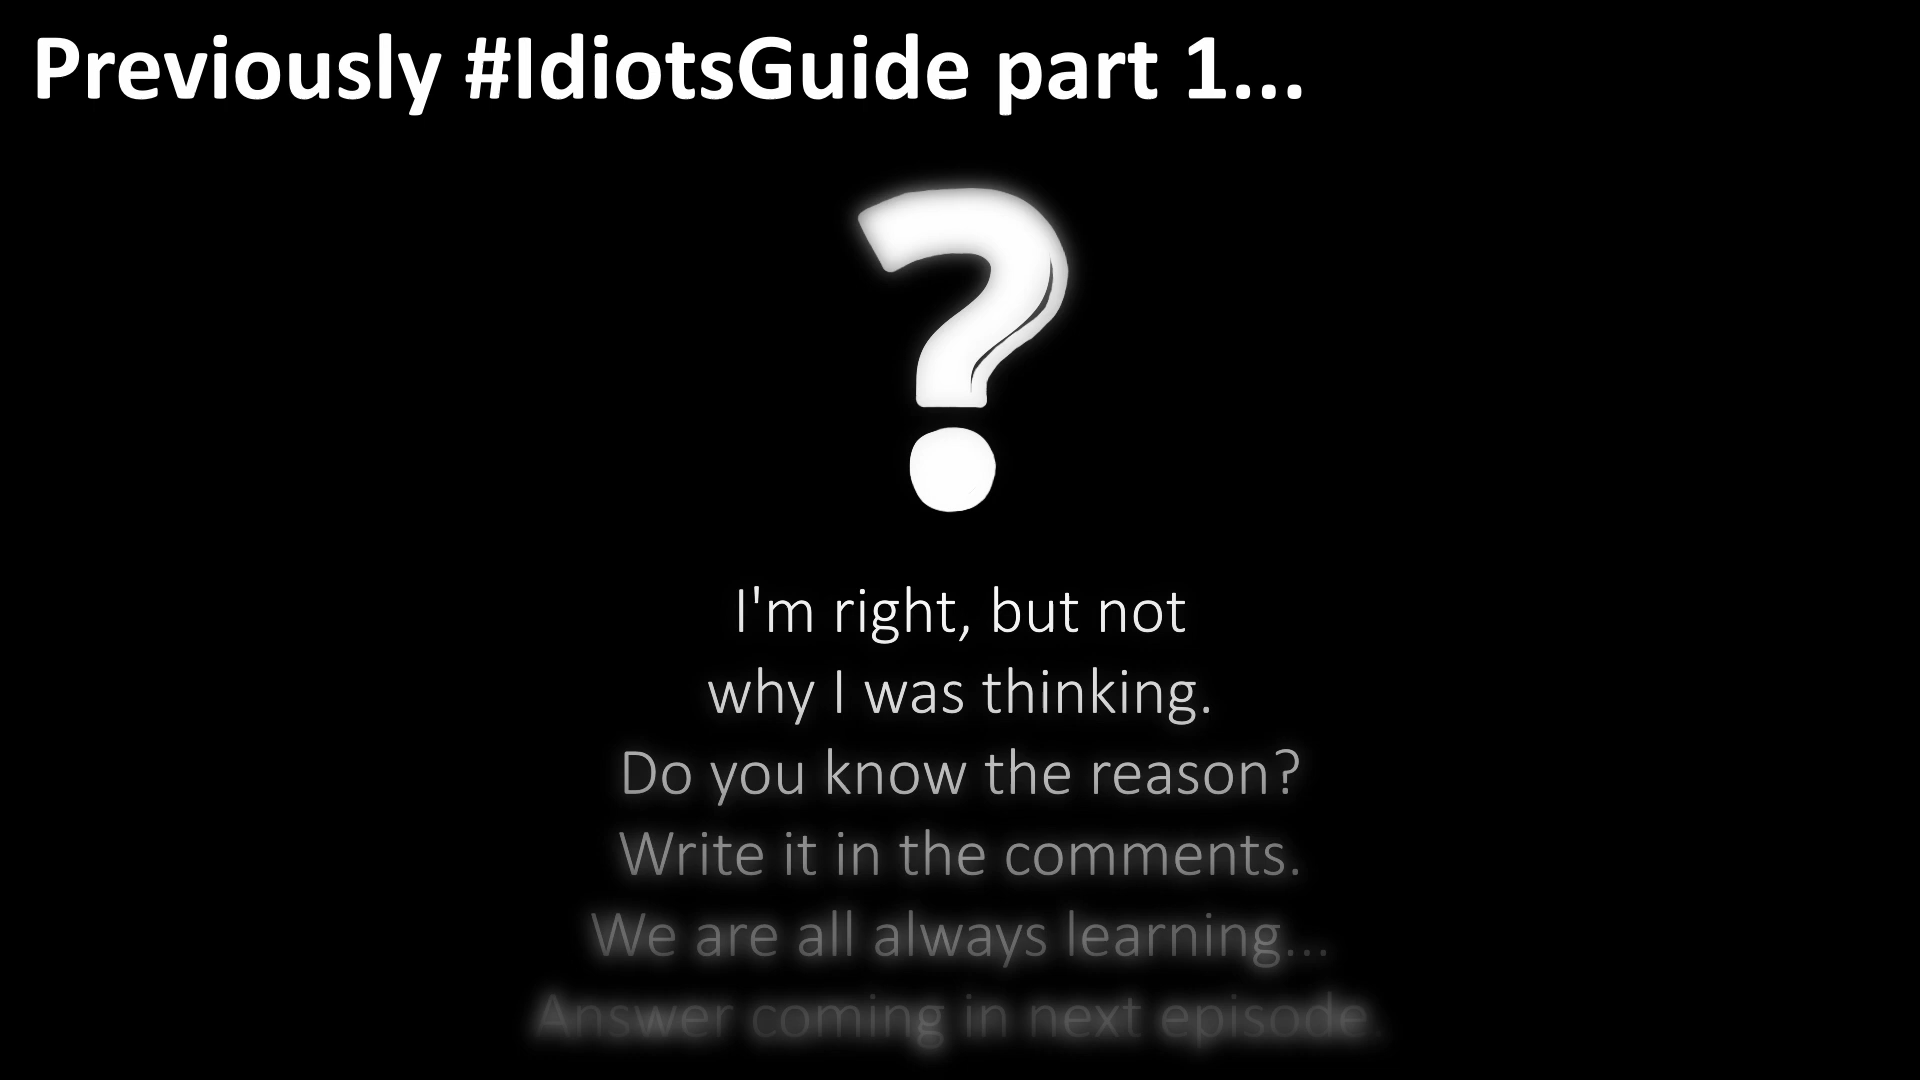 Previously #IdiotsGuide part 1...
?
I'm right, but not
why I was thinking.
Do you know the reason?
Write it in the comments.
We are all always learning...
Answer coming in next episode.